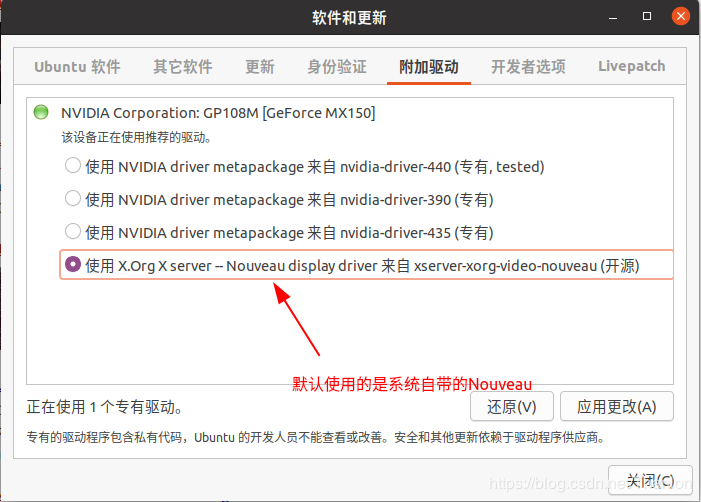 软件和更新
Ubuntu 软件 其它软件 更新 身份验证 附加驱动 开发者选项 Livepatch
NVIDIA Corporation: GP108M [GeForce MX150]
该设备正在使用推荐的驱动。
使用 NVIDIA driver metapackage 来自 nvidia-driver-440 (专有, tested)
使用 NVIDIA driver metapackage 来自 nvidia-driver-390 (专有)
使用 NVIDIA driver metapackage 来自 nvidia-driver-435 (专有)
使用 X.Org X server -- Nouveau display driver 来自 xserver-xorg-video-nouveau (开源)
默认使用的是系统自带的Nouveau
正在使用 1 个专有驱动。
还原(V) 应用更改(A)
专有的驱动程序包含私有代码，Ubuntu 的开发人员不能查看或改善。安全和其他更新依赖于驱动程序供应商。
关闭(C)